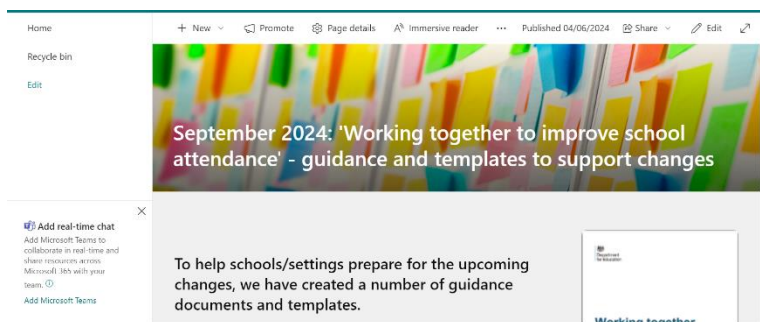 Home
Recycle bin
Edit
+ New
Promote
Page details
Immersive reader
...
Published 04/06/2024
Share
Edit
September 2024: 'Working together to improve school
attendance' - guidance and templates to support changes
Add real-time chat
Add Microsoft Teams to
collaborate in real-time and
share resources across
Microsoft 365 with your
team.
Add Microsoft Teams
To help schools/settings prepare for the upcoming
changes, we have created a number of guidance
documents and templates.
Department
for Education
Working together